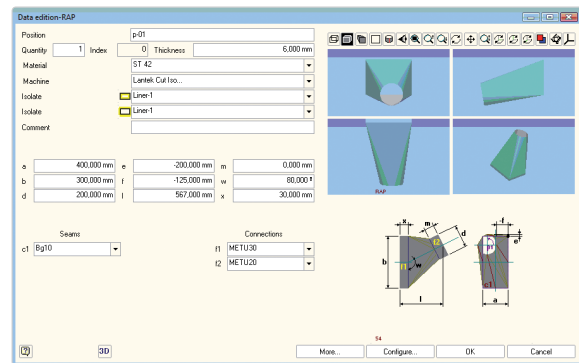 Data edition-RAP
Position p-01
Quantity 1 Index 0 Thickness 6,000 mm
Material ST 42
Machine Lantek Cut Iso...
Isolate Liner-1
Isolate Liner-1
Comment
a 400,000 mm e -200,000 mm m 0,000 mm
b 300,000 mm f -125,000 mm w 80,000 °
d 200,000 mm l 567,000 mm x 30,000 mm
RAP
Seams Connections
c1 Bg10 f1 METU30
f2 METU20
x m d -f e
b f1 w f2 c1
l a
54
3D More... Configure... OK Cancel